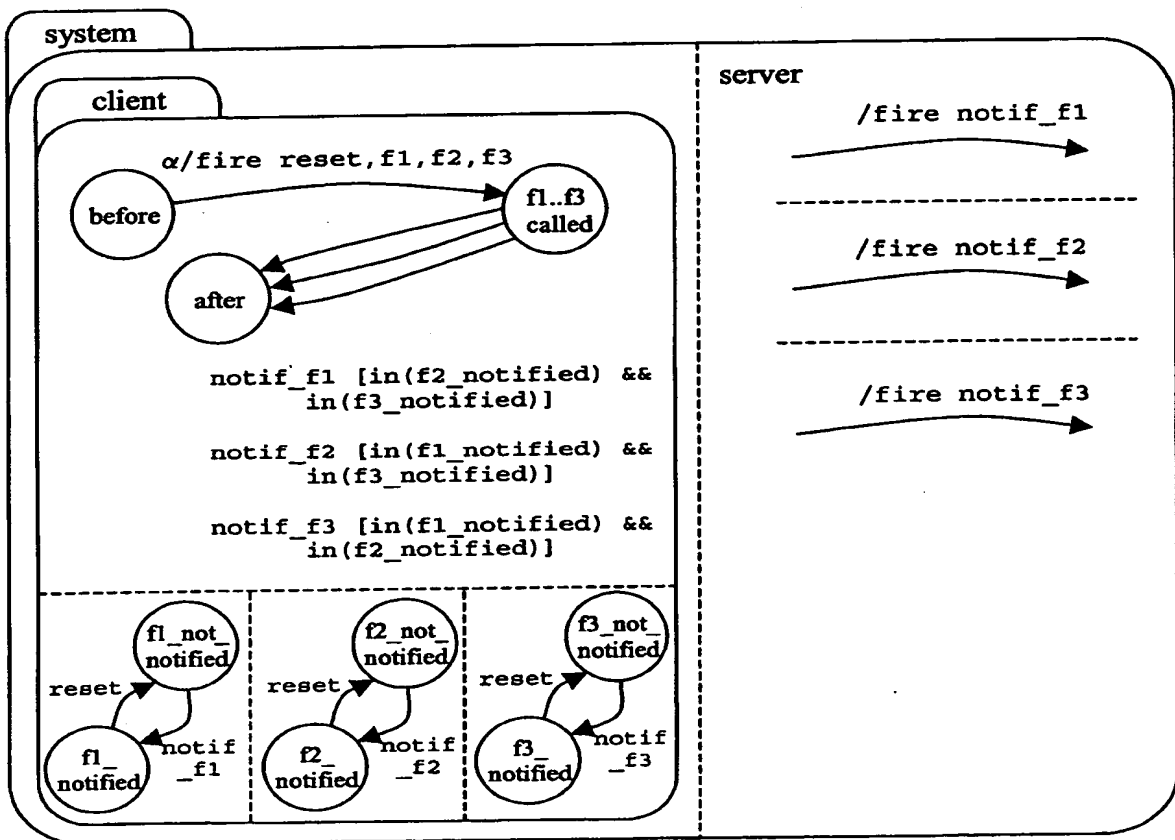 system
client
server
α/fire reset,f1,f2,f3
before
f1..f3
called
after
notif_f1 [in(f2_notified) &&
in(f3_notified)]
notif_f2 [in(f1_notified) &&
in(f3_notified)]
notif_f3 [in(f1_notified) &&
in(f2_notified)]
/fire notif_f1
/fire notif_f2
/fire notif_f3
f1_not_
notified
reset
f1_
notified
notif
_f1
f2_not_
notified
reset
f2_
notified
notif
_f2
f3_not_
notified
reset
f3_
notified
notif
_f3